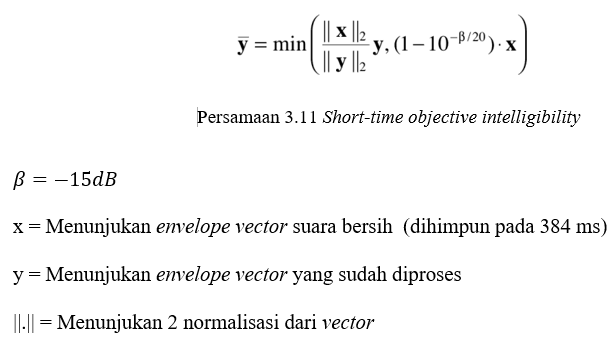 ȳ = min( ‖ x ‖₂ / ‖ y ‖₂ y, (1 − 10^(−β/20)) · x )
Persamaan 3.11 Short-time objective intelligibility
β = −15dB
x = Menunjukan envelope vector suara bersih (dihimpun pada 384 ms)
y = Menunjukan envelope vector yang sudah diproses
||.|| = Menunjukan 2 normalisasi dari vector